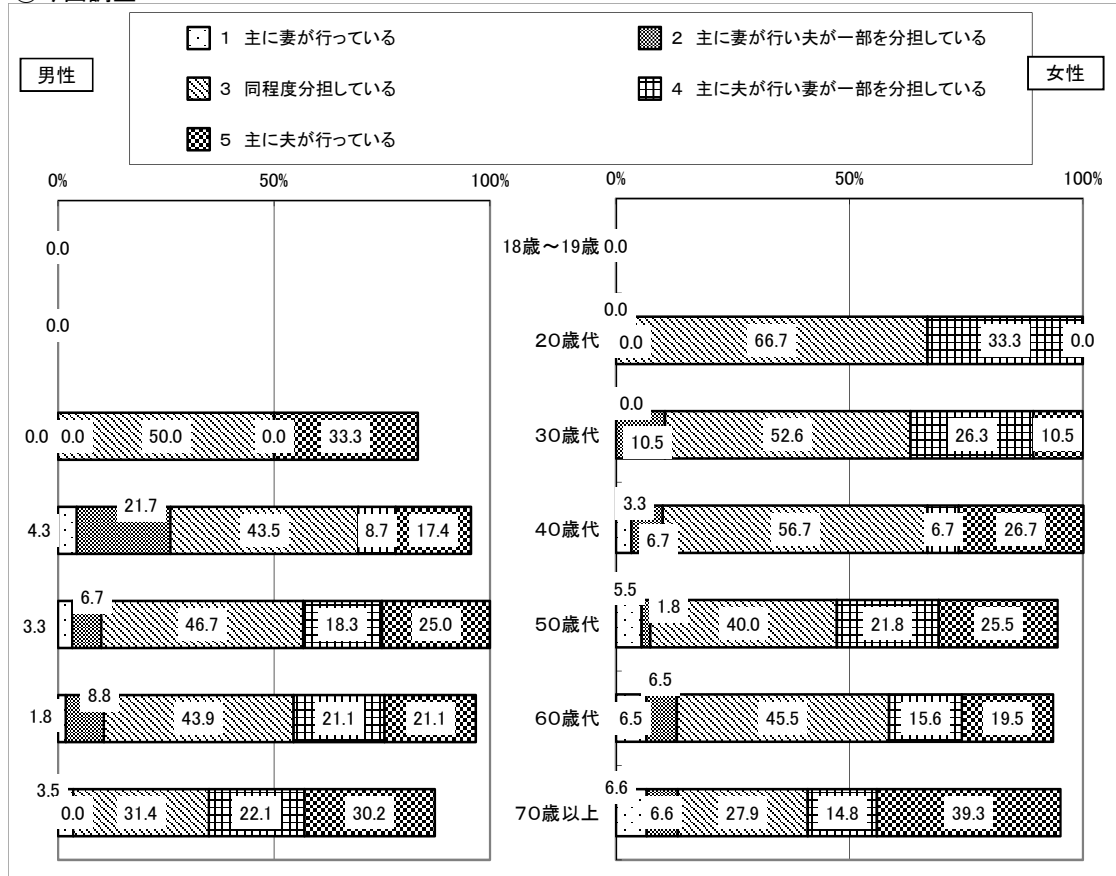 男性
女性
1 主に妻が行っている
2 主に妻が行い夫が一部を分担している
3 同程度分担している
4 主に夫が行い妻が一部を分担している
5 主に夫が行っている
0% 50% 100%
0% 50% 100%
0.0 18歳～19歳 0.0
0.0 20歳代 0.0 0.0 66.7 33.3 0.0
0.0 0.0 50.0 0.0 33.3 30歳代 0.0 10.5 52.6 26.3 10.5
4.3 21.7 43.5 8.7 17.4 40歳代 3.3 6.7 56.7 6.7 26.7
3.3 6.7 46.7 18.3 25.0 50歳代 5.5 1.8 40.0 21.8 25.5
1.8 8.8 43.9 21.1 21.1 60歳代 6.5 6.5 45.5 15.6 19.5
3.5 0.0 31.4 22.1 30.2 70歳以上 6.6 6.6 27.9 14.8 39.3